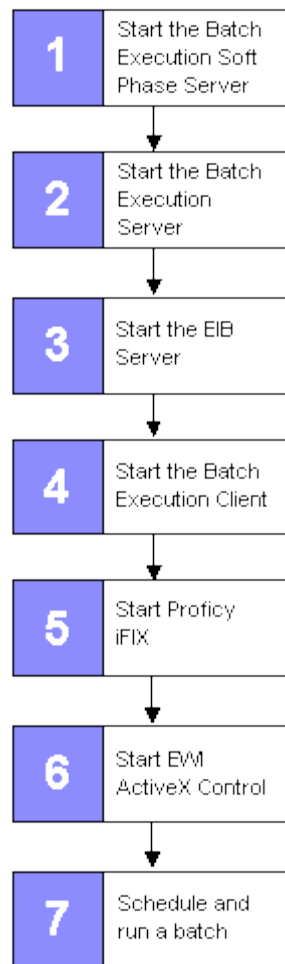 1
Start the Batch
Execution Soft
Phase Server
2
Start the Batch
Execution
Server
3
Start the EIB
Server
4
Start the Batch
Execution Client
5
Start Proficy
iFIX
6
Start EWI
ActiveX Control
7
Schedule and
run a batch